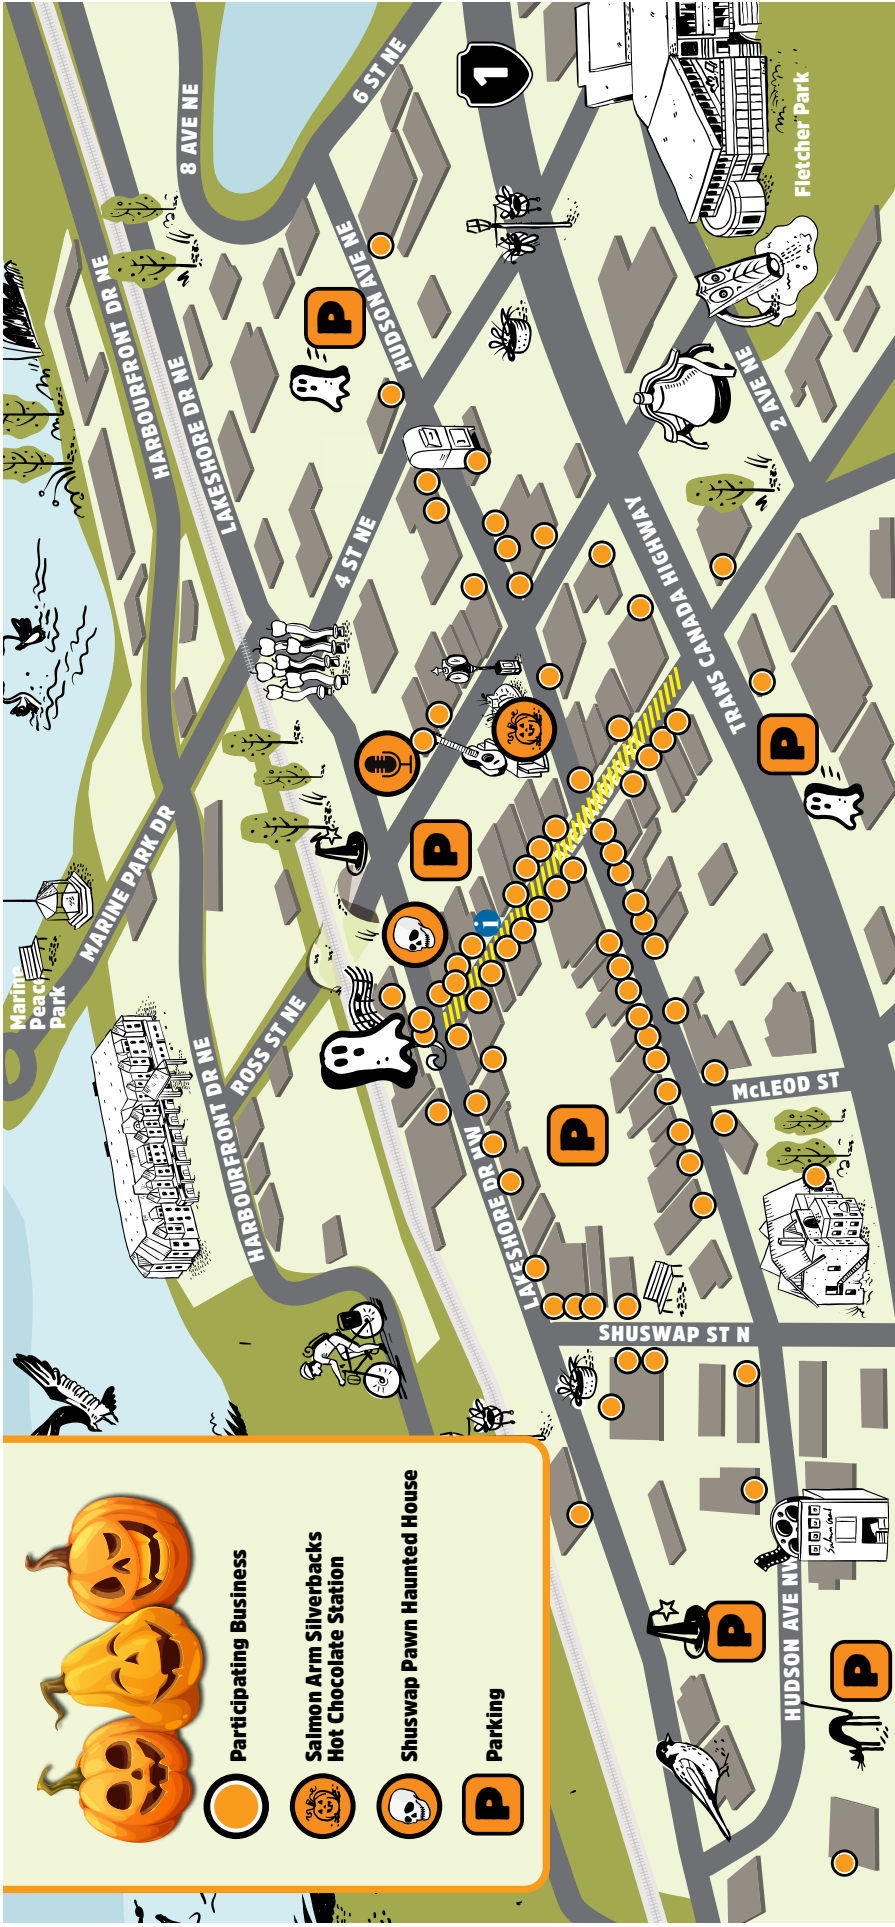 Participating Business
Salmon Arm Silverbacks
Hot Chocolate Station
Shuswap Pawn Haunted House
P
Parking
Marine
Peace
Park
MARINE PARK DR
HARBOURFRONT DR NE
HARBOURFRONT DR NE
ROSS ST NE
LAKESHORE DR NE
LAKESHORE DR NW
4 ST NE
8 AVE NE
6 ST NE
HUDSON AVE NE
1
Fletcher Park
2 AVE NE
TRANS CANADA HIGHWAY
McLEOD ST
SHUSWAP ST N
HUDSON AVE NW
Salmar
P
P
P
P
P
P
i